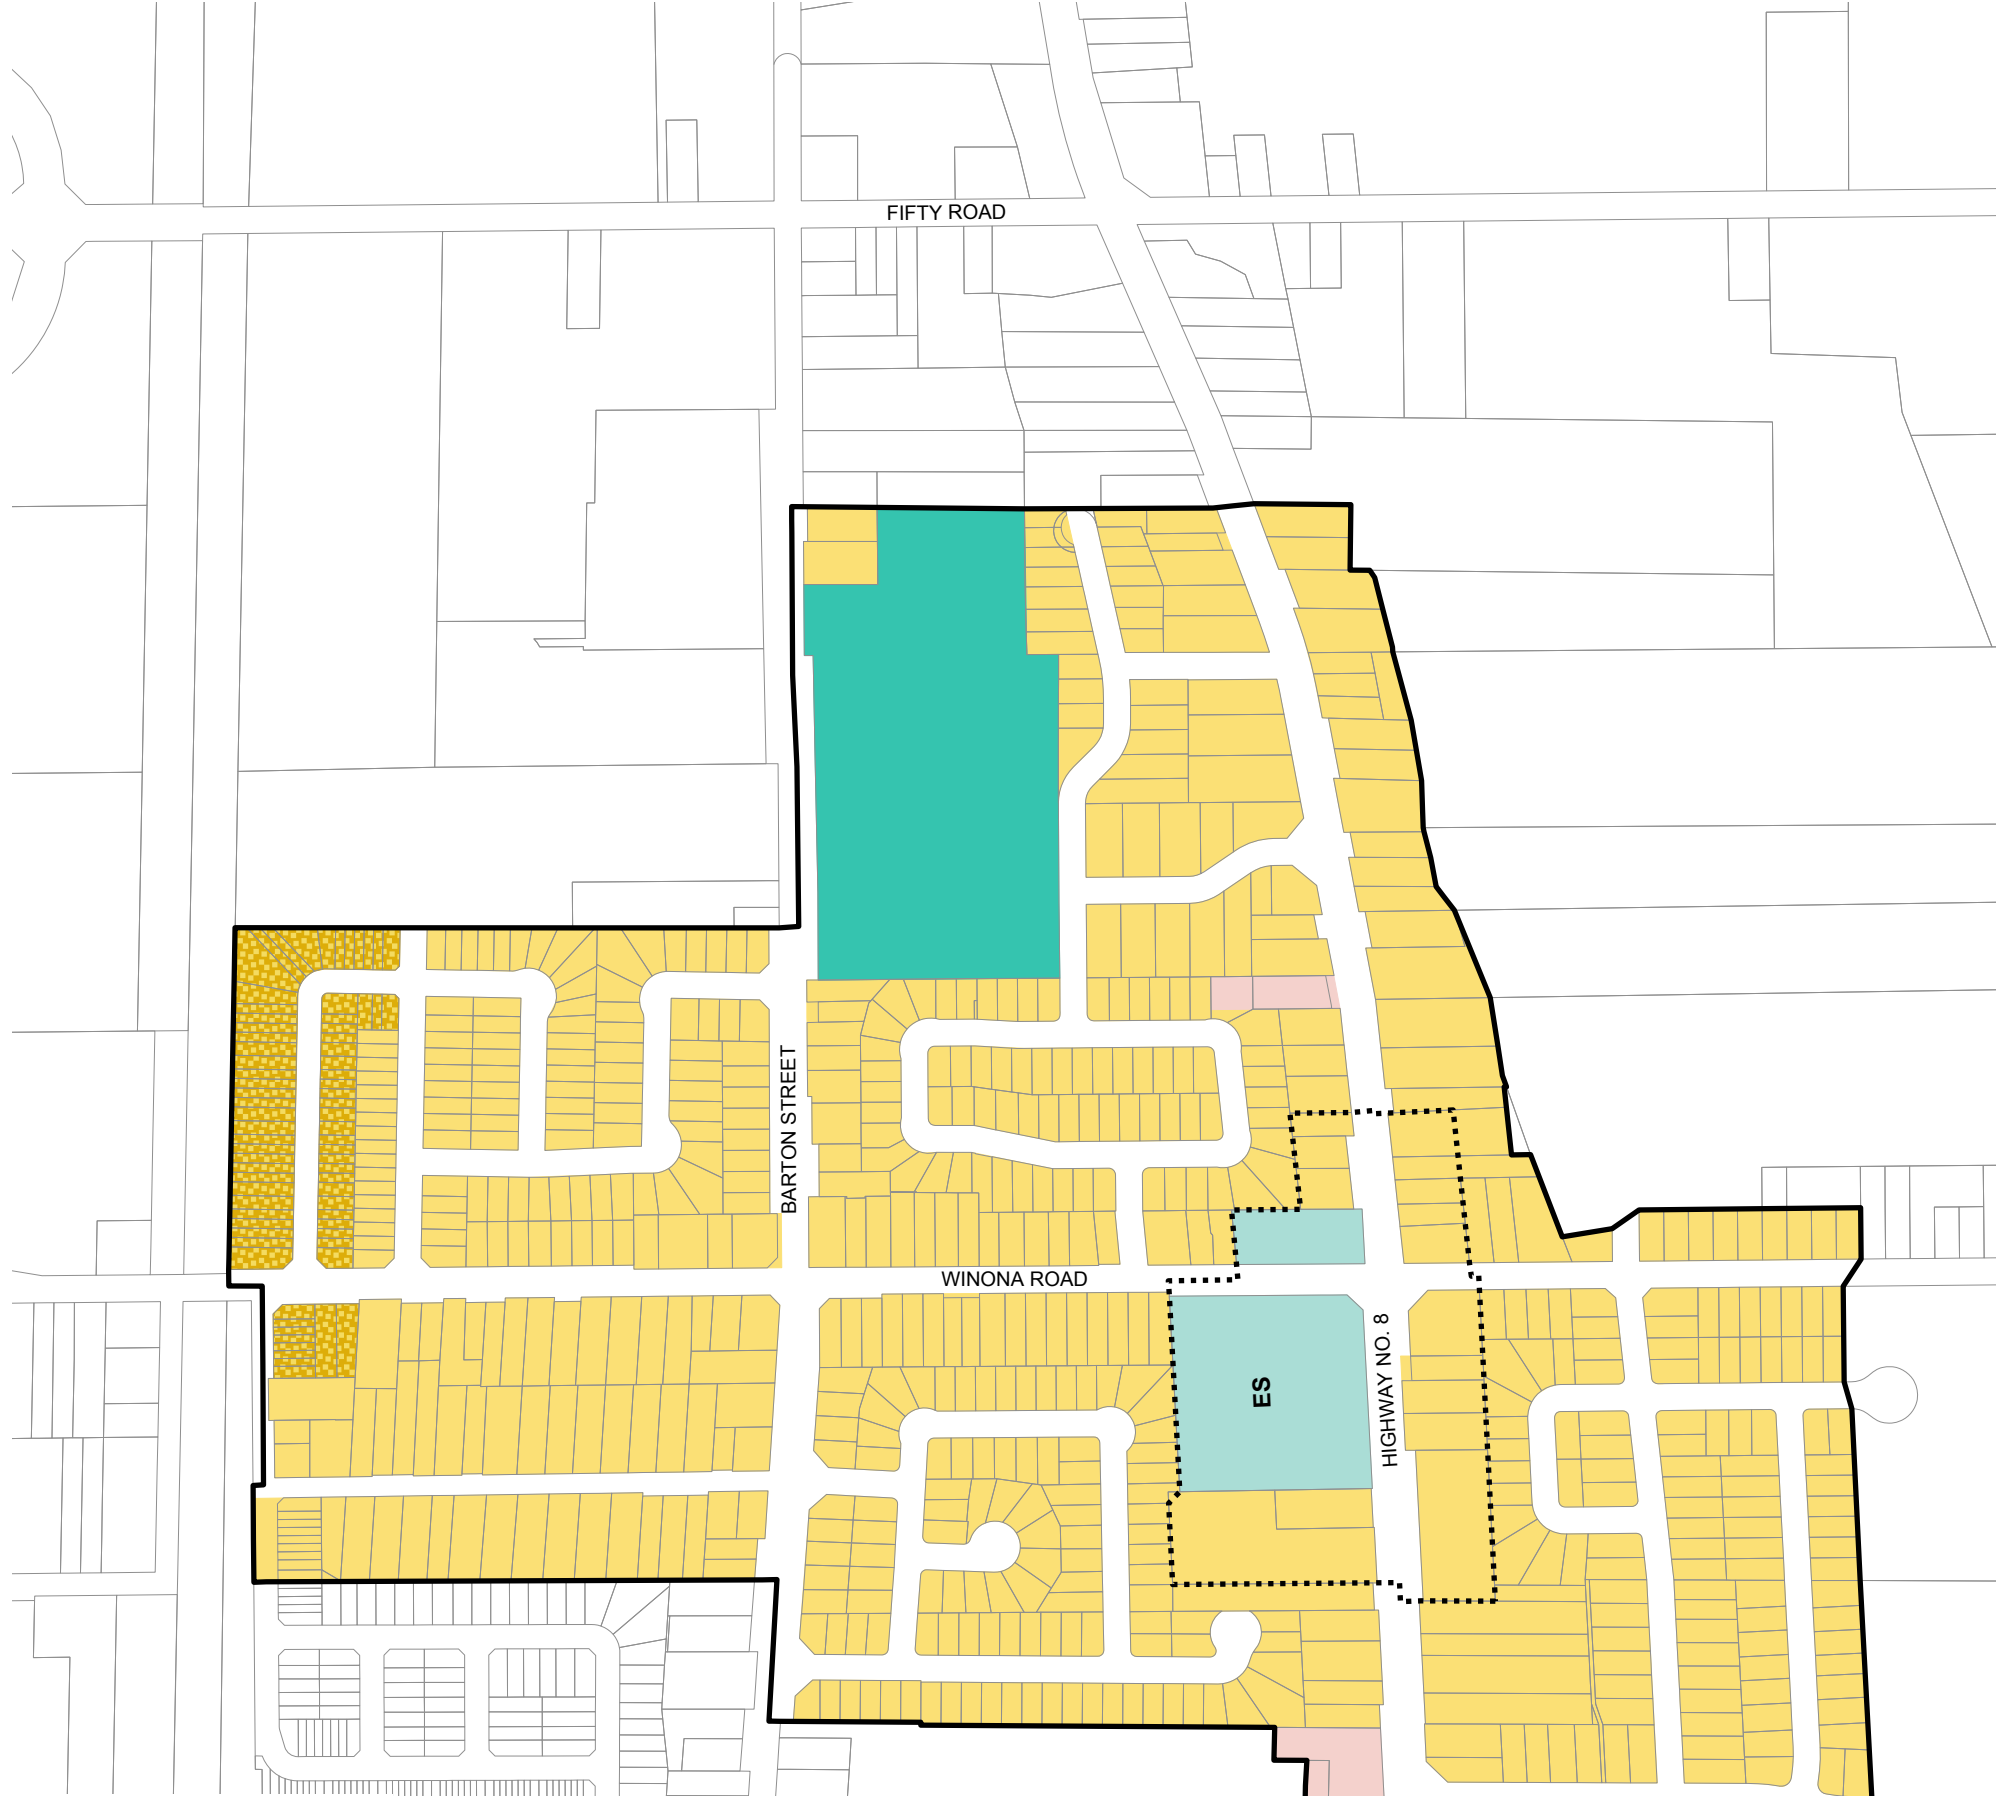 FIFTY ROAD
BARTON STREET
WINONA ROAD
HIGHWAY NO. 8
ES